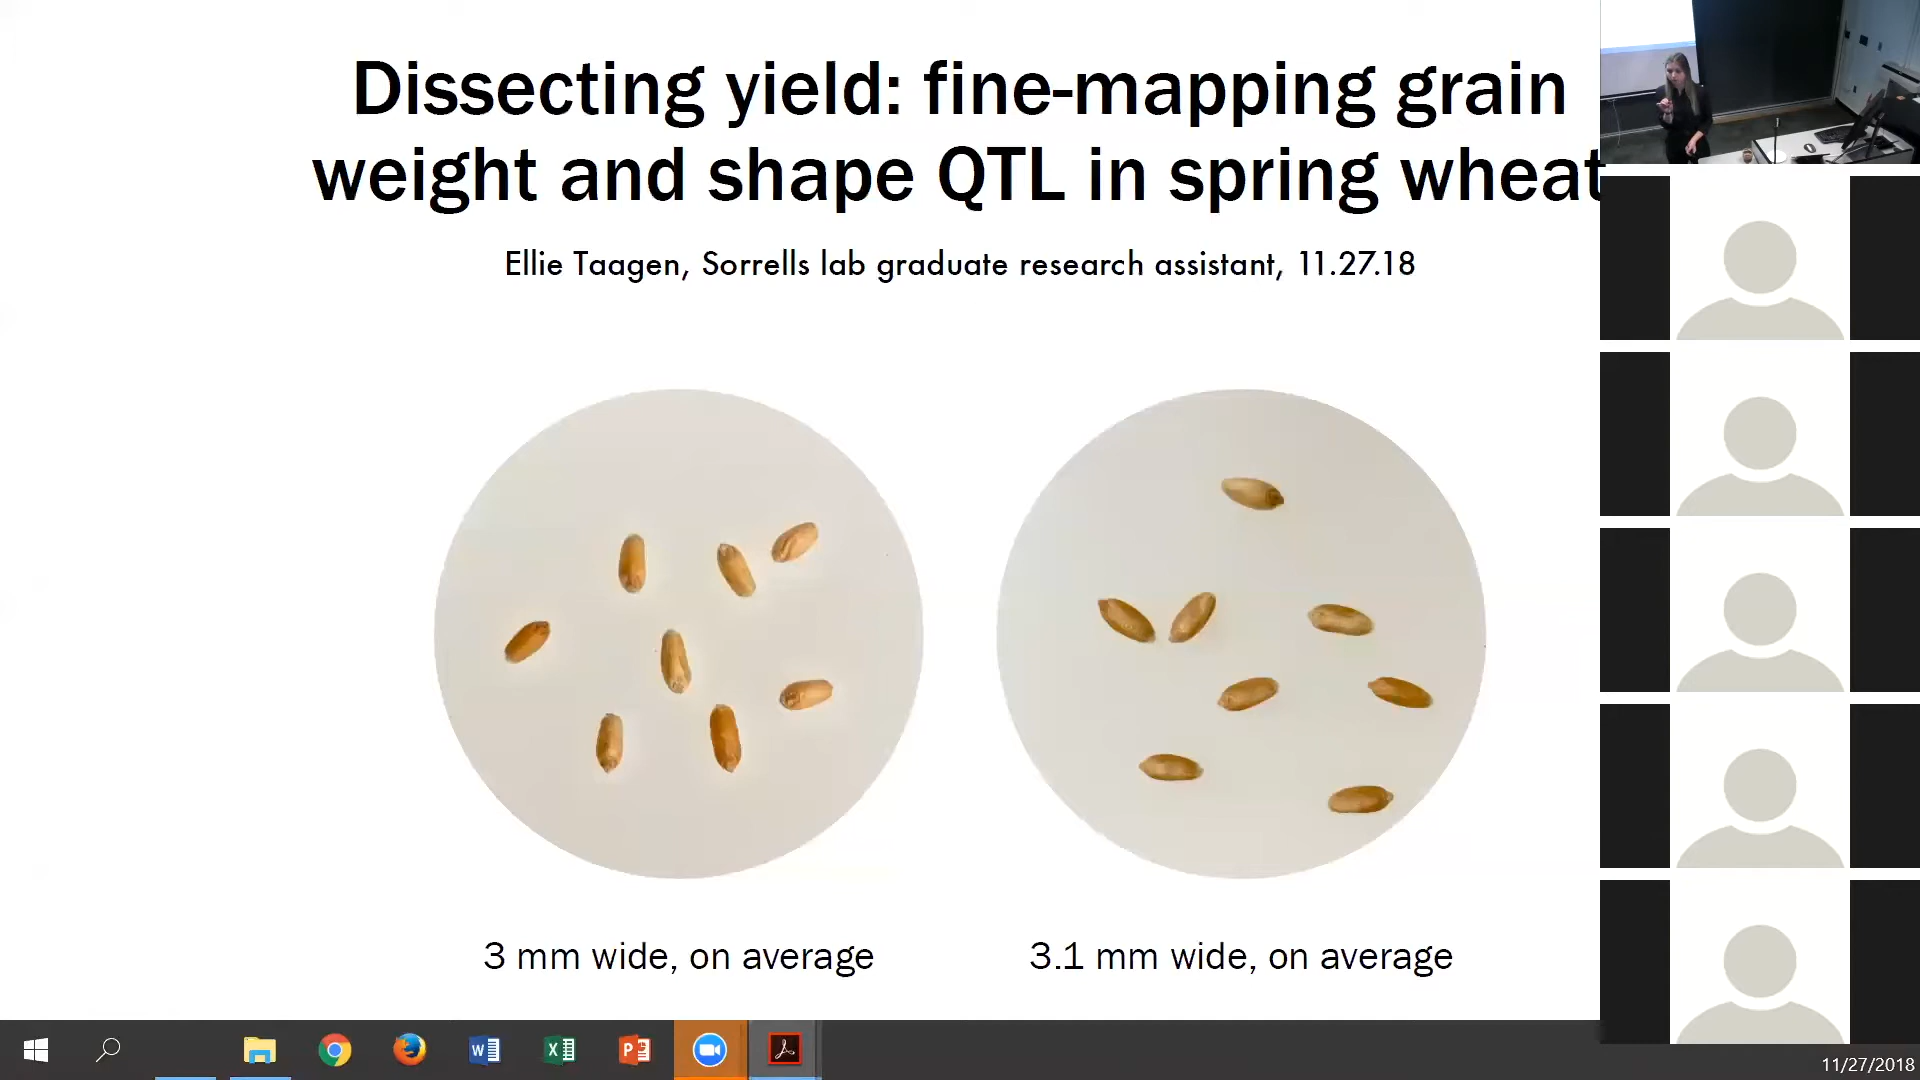 Dissecting yield: fine-mapping grain
weight and shape QTL in spring wheat
Ellie Taagen, Sorrells lab graduate research assistant, 11.27.18
3 mm wide, on average
3.1 mm wide, on average
11/27/2018